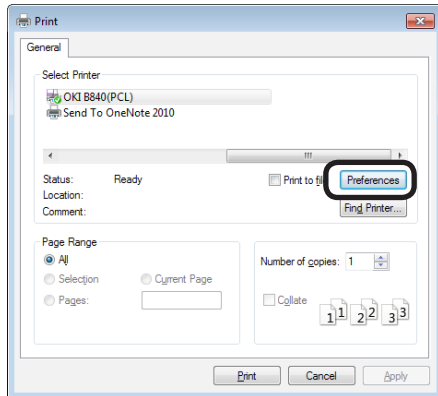 Print
General
Select Printer
OKI B840(PCL)
Send To OneNote 2010
Status: Ready
Print to
Preferences
Location:
Comment:
Find Printer...
Page Range
All
Selection
Current Page
Pages:
Number of copies: 1
Collate
1 1 2 2 3 3
Print
Cancel
Apply